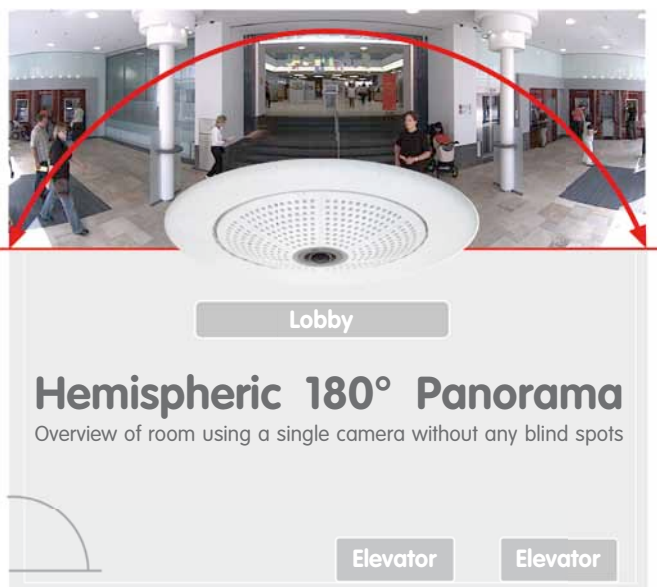 Lobby
Hemispheric 180° Panorama
Overview of room using a single camera without any blind spots
Elevator Elevator